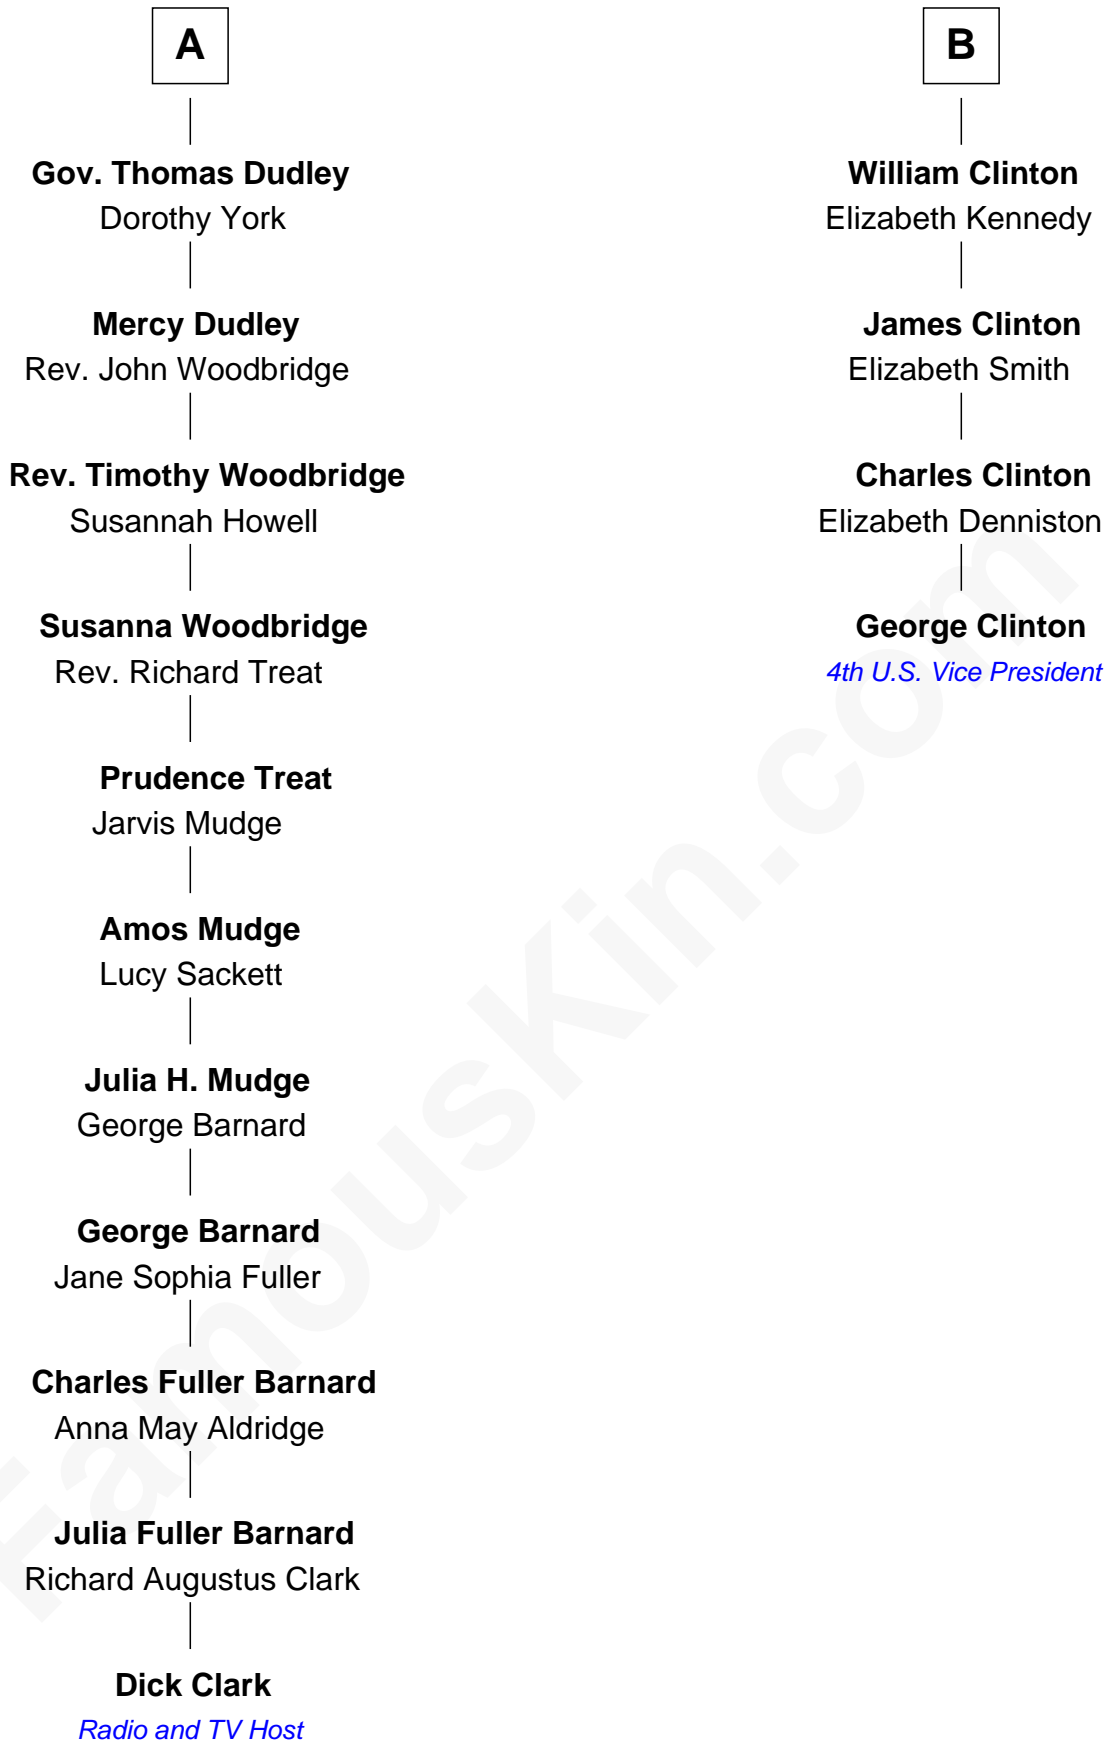 A
Gov. Thomas Dudley
Dorothy York
Mercy Dudley
Rev. John Woodbridge
Rev. Timothy Woodbridge
Susannah Howell
Susanna Woodbridge
Rev. Richard Treat
Prudence Treat
Jarvis Mudge
Amos Mudge
Lucy Sackett
Julia H. Mudge
George Barnard
George Barnard
Jane Sophia Fuller
Charles Fuller Barnard
Anna May Aldridge
Julia Fuller Barnard
Richard Augustus Clark
Dick Clark
Radio and TV Host
B
William Clinton
Elizabeth Kennedy
James Clinton
Elizabeth Smith
Charles Clinton
Elizabeth Denniston
George Clinton
4th U.S. Vice President
FamousKin.com